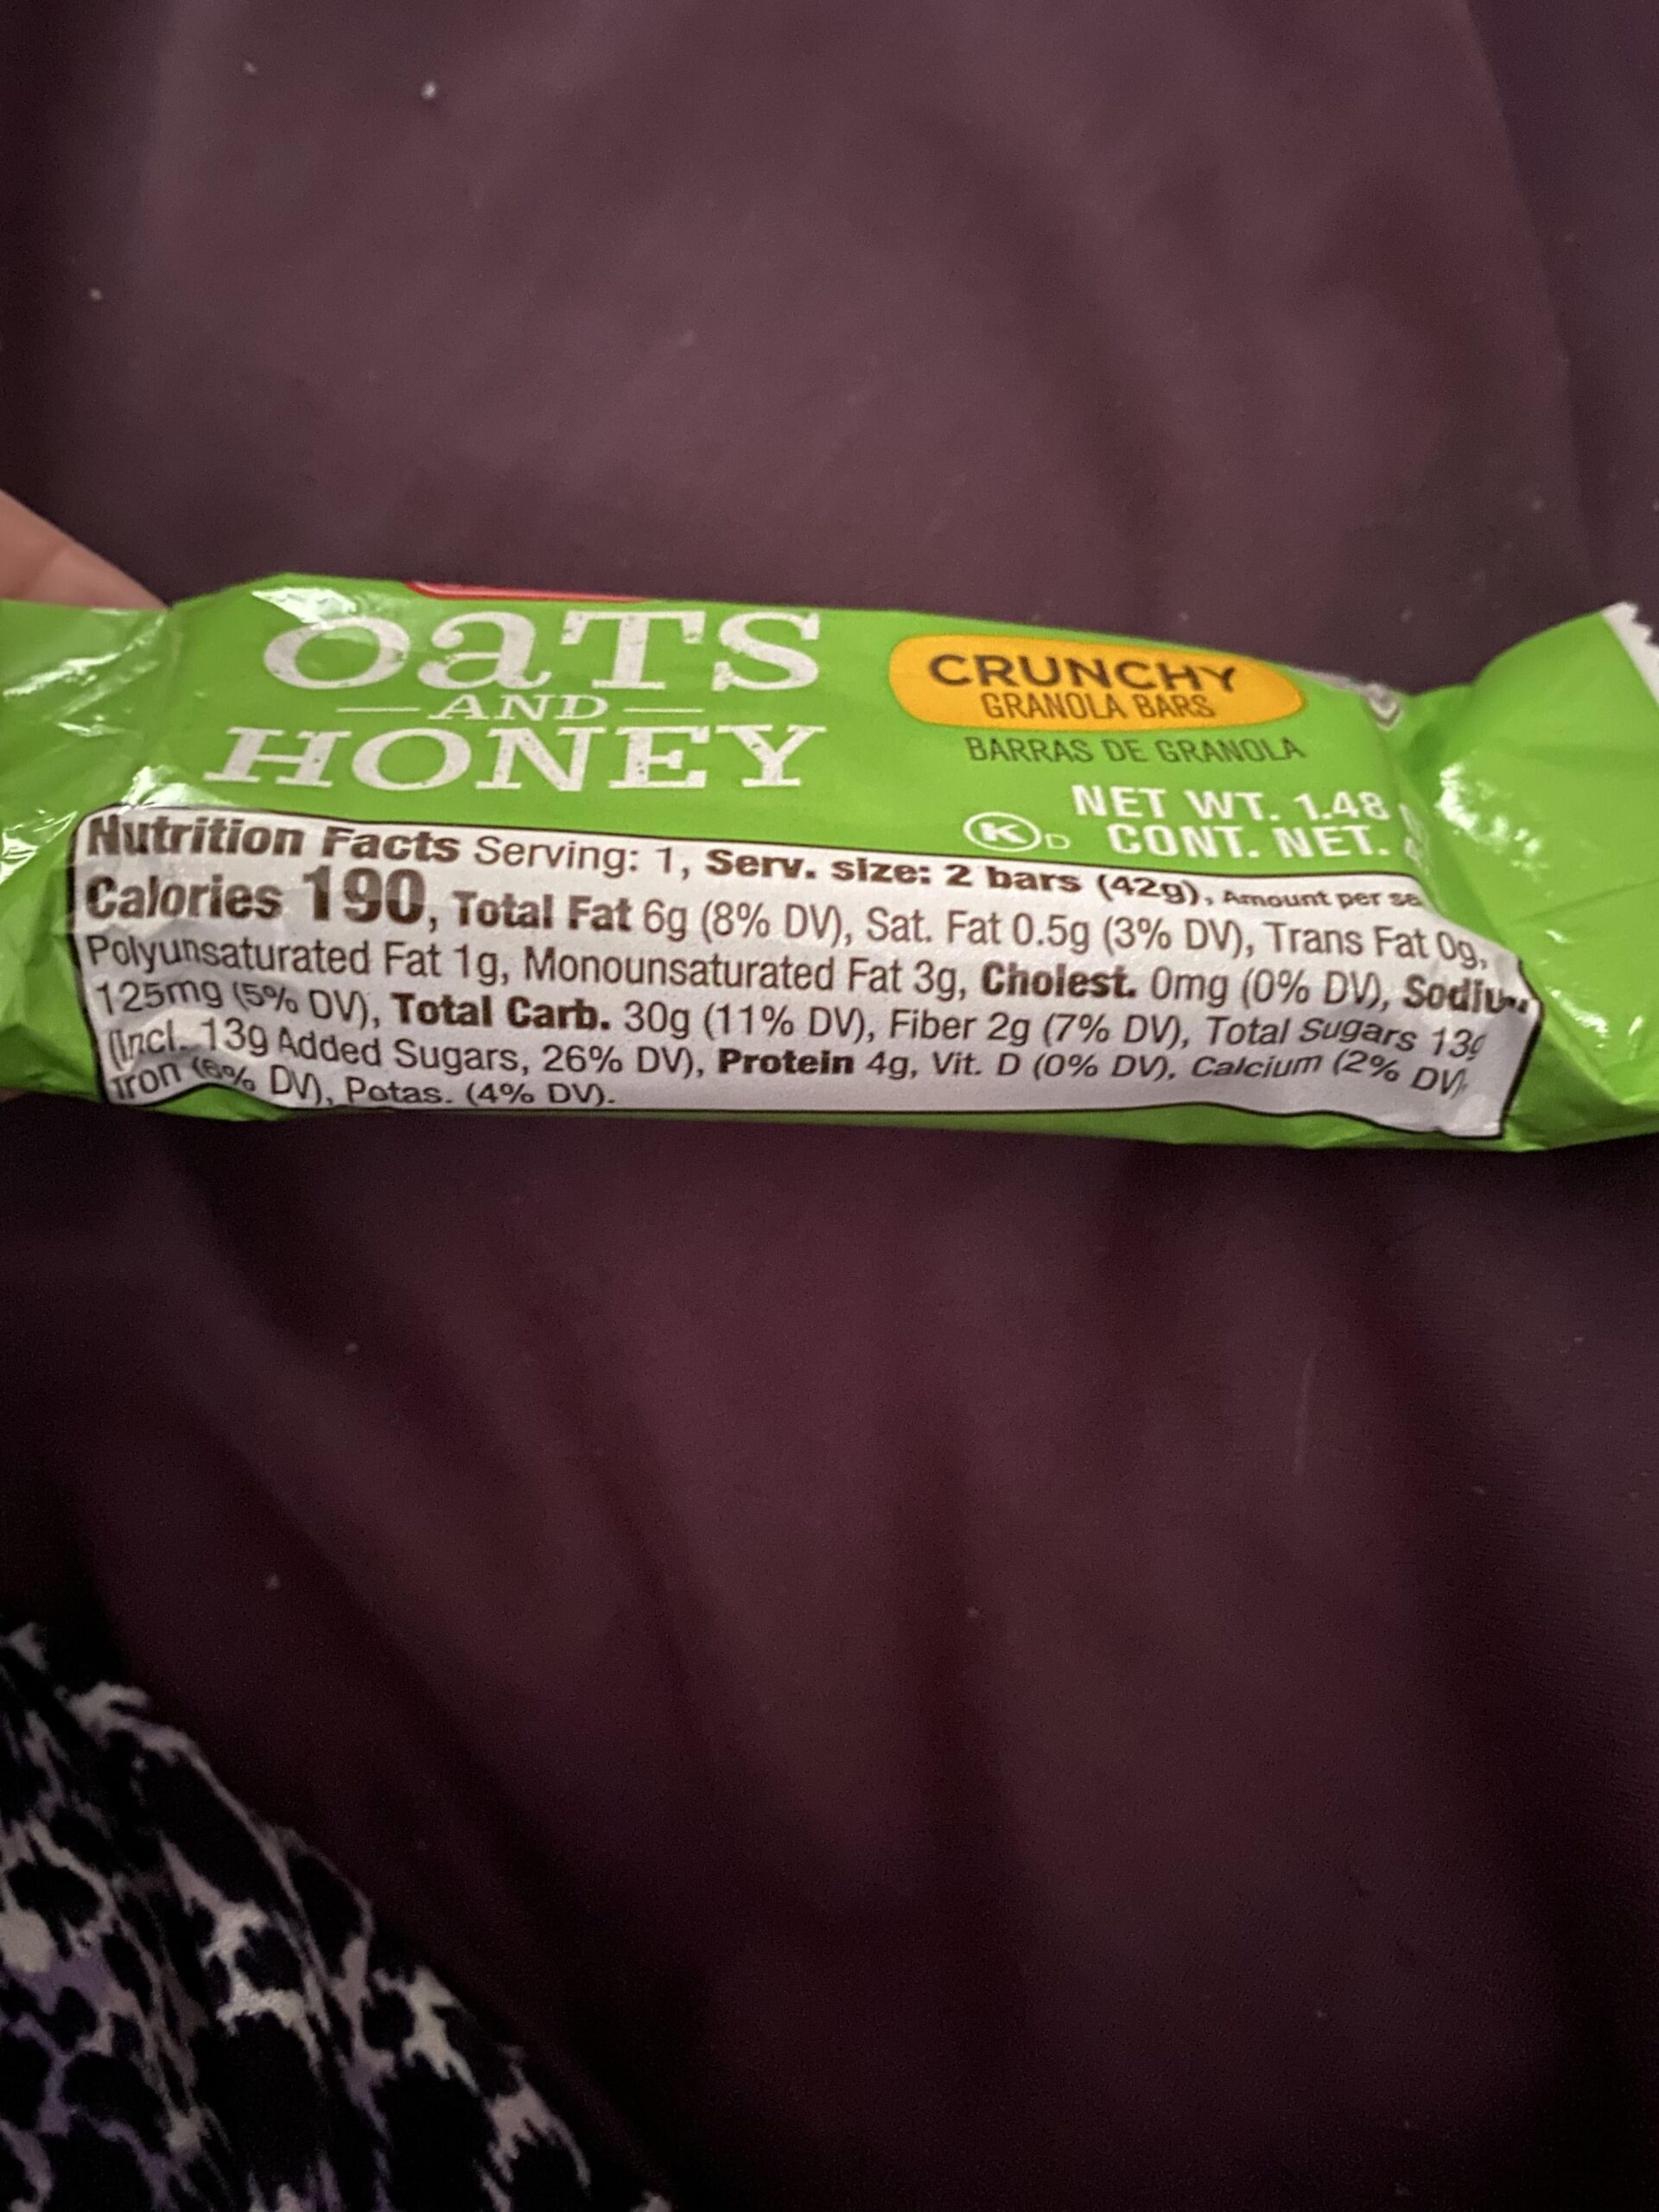 OATS
AND
HONEY
CRUNCHY
GRANOLA BARS
BARRAS DE GRANOLA
NET WT. 1.48
K D CONT. NET.
Nutrition Facts Serving: 1, Serv. size: 2 bars (42g), Amount per
Calories 190, Total Fat 6g (8% DV), Sat. Fat 0.5g (3% DV), Trans Fat 0g,
Polyunsaturated Fat 1g, Monounsaturated Fat 3g, Cholest. 0mg (0% DV),
125mg (5% DV), Total Carb. 30g (11% DV), Fiber 2g (7% DV), Total Sugars 13g
(Incl. 13g Added Sugars, 26% DV), Protein 4g, Vit. D (0% DV), Calcium (2% DV),
Iron (6% DV), Potas. (4% DV).